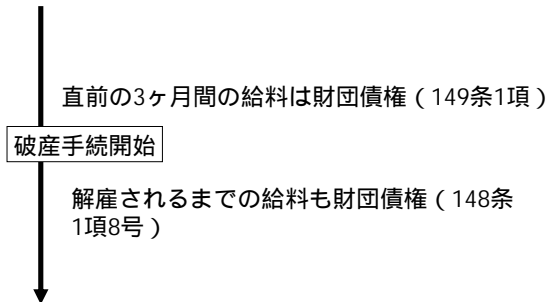 直前の3ヶ月間の給料は財団債権（149条1項）
破産手続開始
解雇されるまでの給料も財団債権（148条
1項8号）